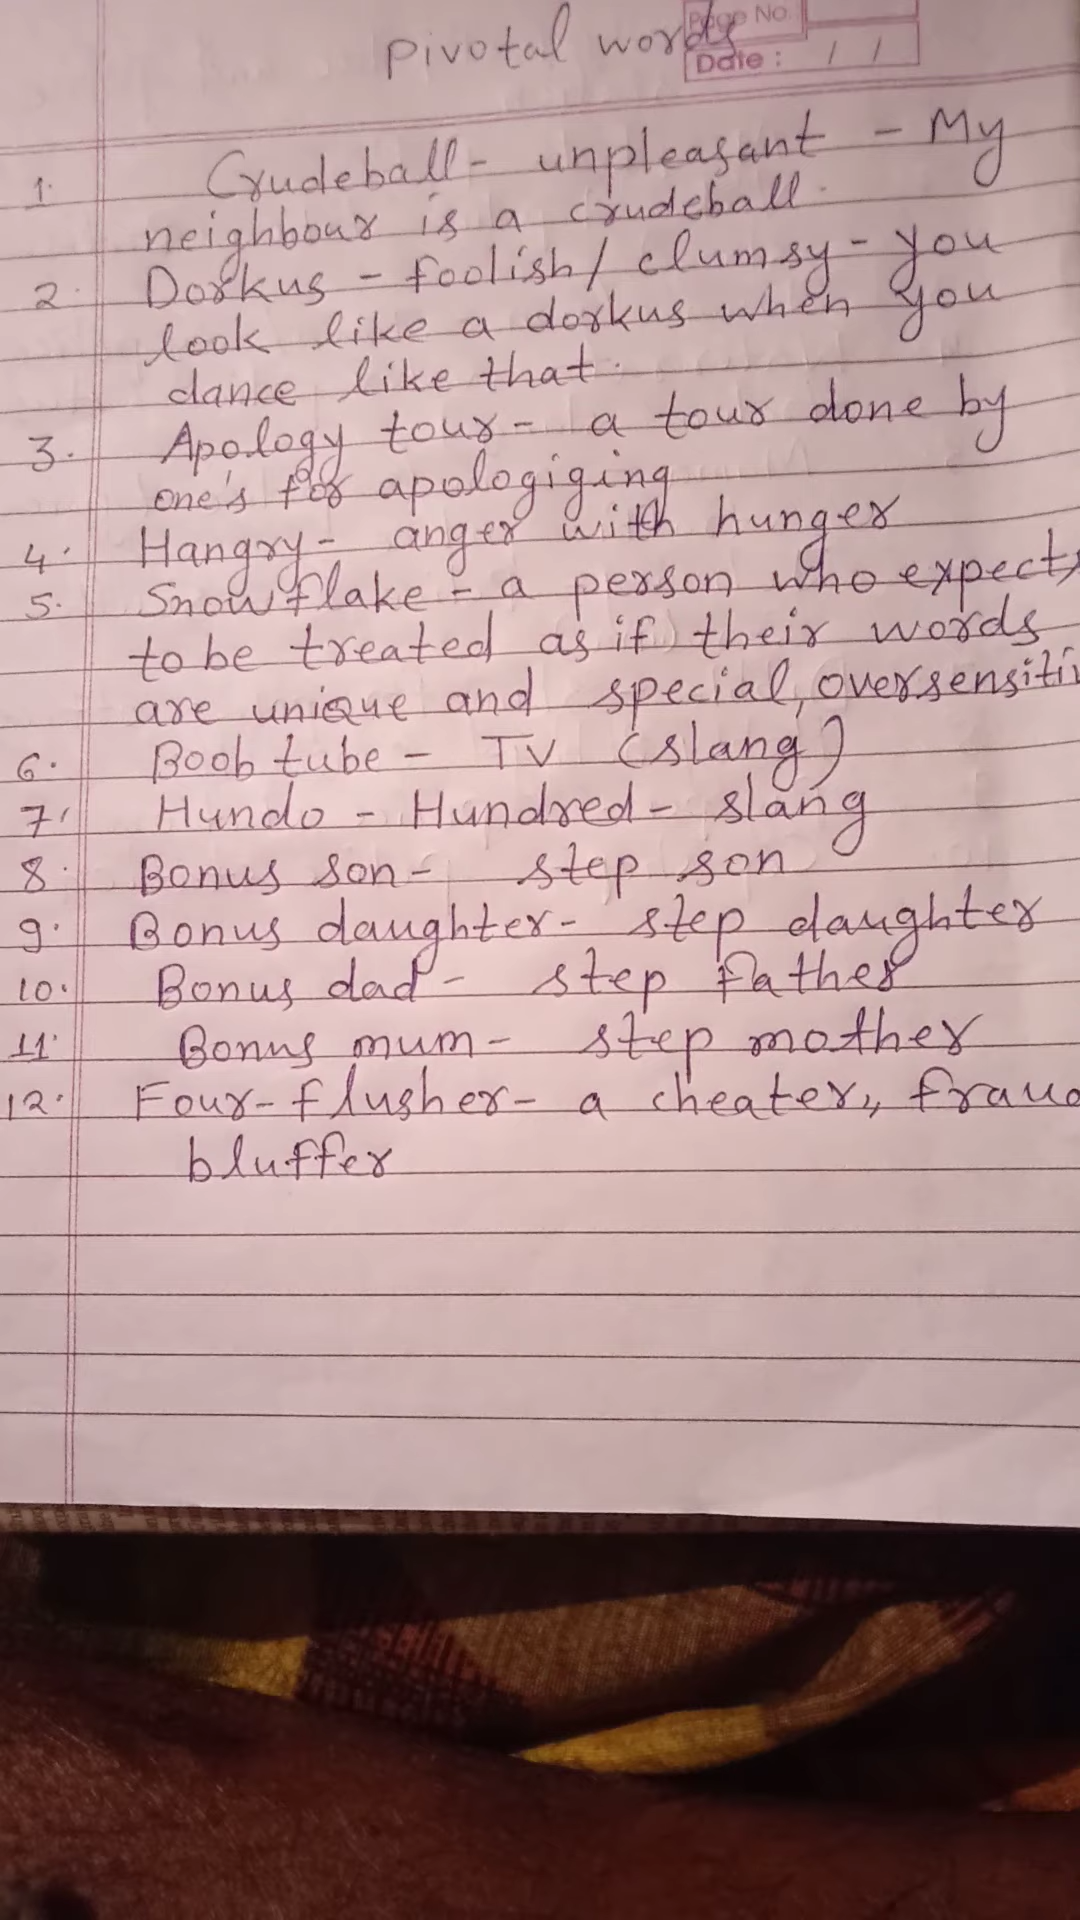 Page No.
pivotal words
Date : / /
1. Crudeball - unpleasant - My
neighbour is a crudeball.
2. Dorkus - foolish / clumsy - you
look like a dorkus when you
dance like that.
3. Apology tour - a tour done by
one's for apologiging
4. Hangry - anger with hunger
5. Snowflake - a person who expects
to be treated as if their words
are unique and special, oversensiti
6. Boob tube - TV (slang)
7. Hundo - Hundred - slang
8. Bonus son - step son
9. Bonus daughter - step daughter
10. Bonus dad - step father
11. Bonus mum - step mother
12. Four-flusher - a cheater,, fraud
bluffer